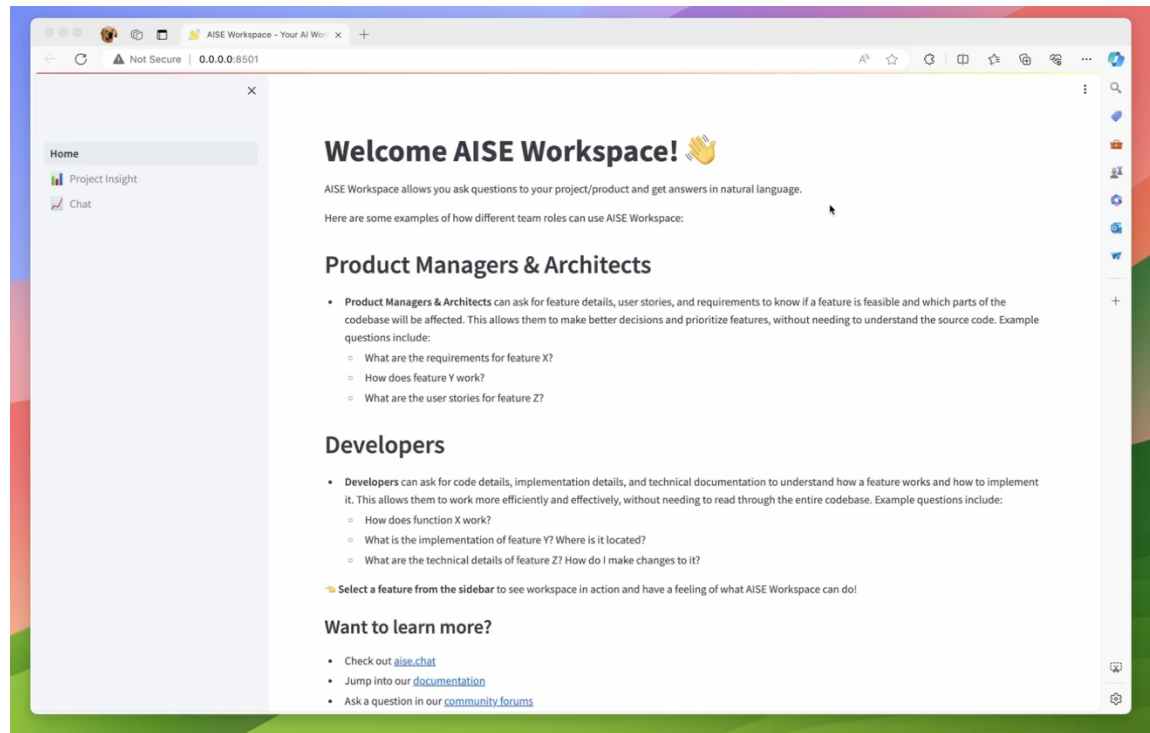 AISE Workspace - Your AI Wor
Not Secure | 0.0.0.0:8501
Home
Project Insight
Chat
Welcome AISE Workspace! 👋
AISE Workspace allows you ask questions to your project/product and get answers in natural language.
Here are some examples of how different team roles can use AISE Workspace:
Product Managers & Architects
• Product Managers & Architects can ask for feature details, user stories, and requirements to know if a feature is feasible and which parts of the
codebase will be affected. This allows them to make better decisions and prioritize features, without needing to understand the source code. Example
questions include:
◦ What are the requirements for feature X?
◦ How does feature Y work?
◦ What are the user stories for feature Z?
Developers
• Developers can ask for code details, implementation details, and technical documentation to understand how a feature works and how to implement
it. This allows them to work more efficiently and effectively, without needing to read through the entire codebase. Example questions include:
◦ How does function X work?
◦ What is the implementation of feature Y? Where is it located?
◦ What are the technical details of feature Z? How do I make changes to it?
👈 Select a feature from the sidebar to see workspace in action and have a feeling of what AISE Workspace can do!
Want to learn more?
• Check out aise.chat
• Jump into our documentation
• Ask a question in our community forums